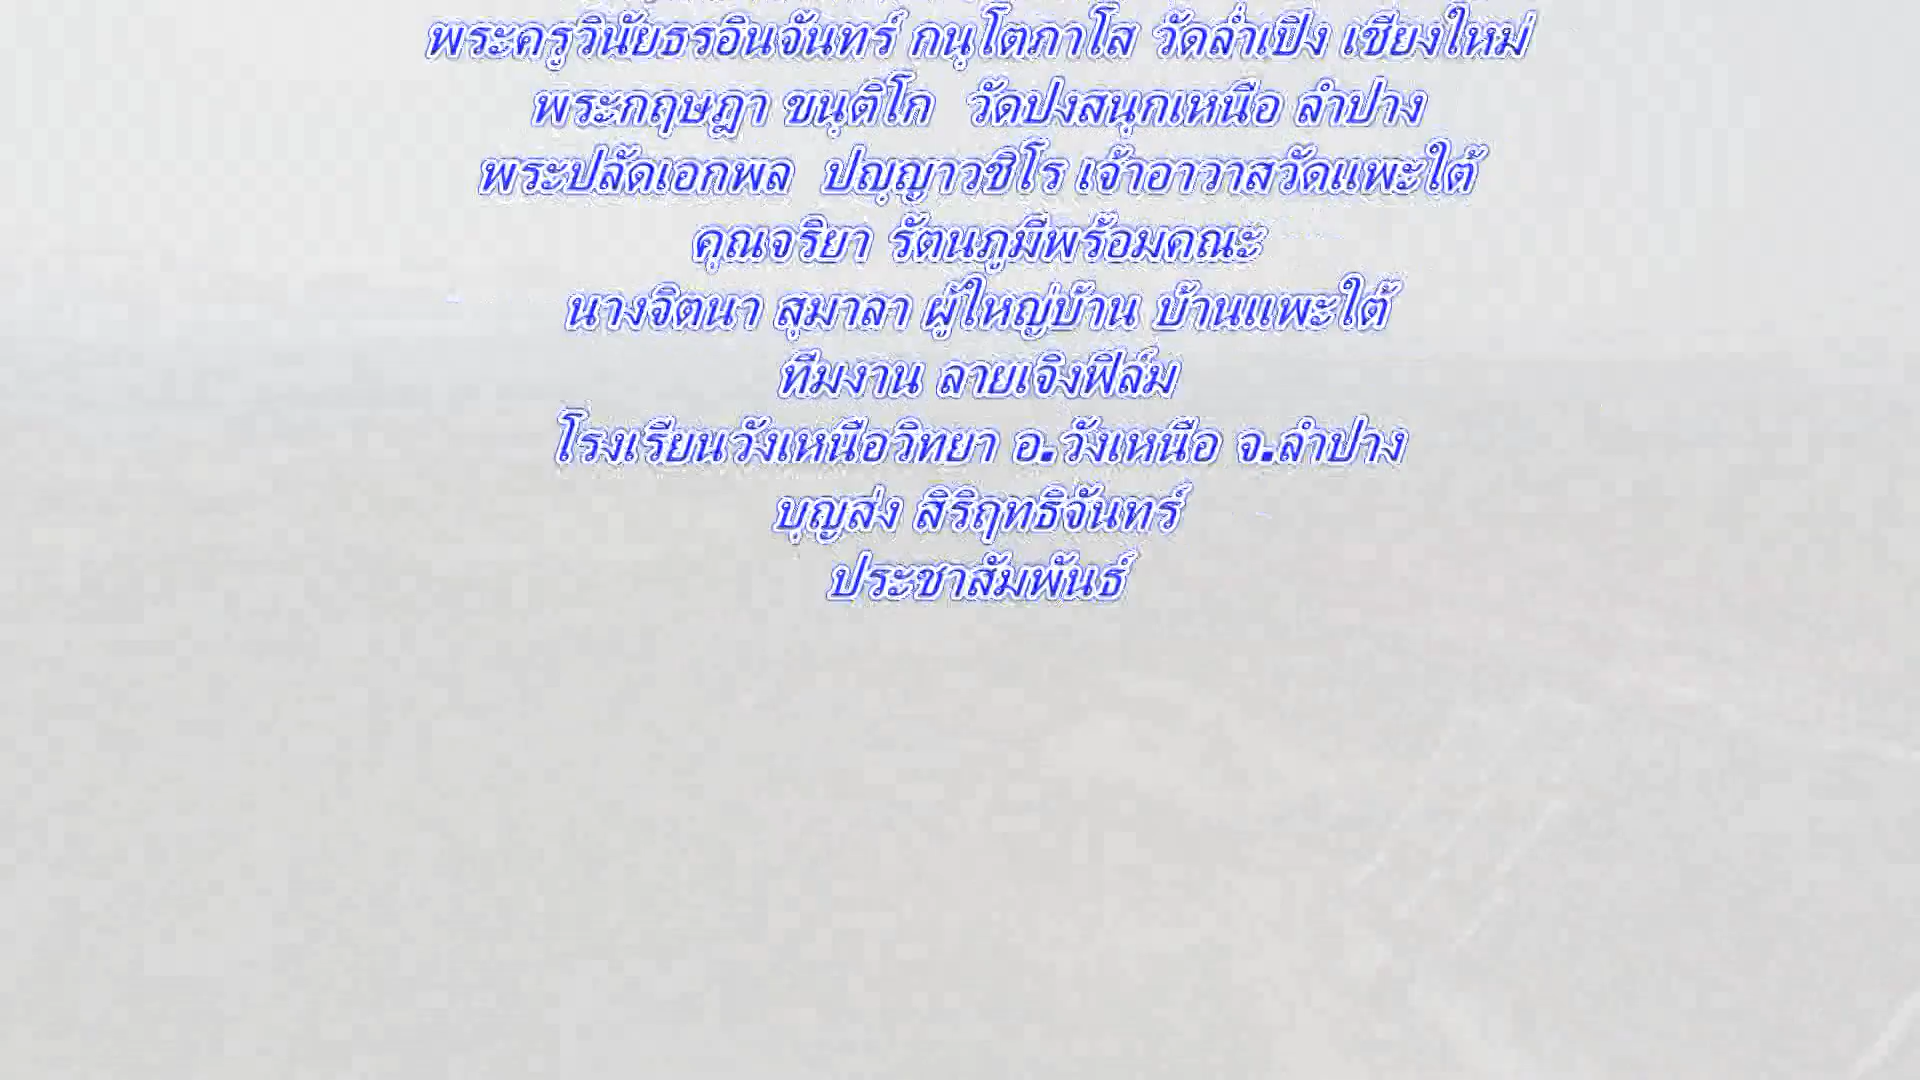 พระครูวินัยธรอินจันทร์ กนฺโตภาโส วัดล่ำเปิง เชียงใหม่
พระกฤษฎา ขนฺติโก วัดปงสนุกเหนือ ลำปาง
พระปลัดเอกพล ปญฺญาวชิโร เจ้าอาวาสวัดแพะใต้
คุณจริยา รัตนภูมีพร้อมคณะ
นางจิตนา สุมาลา ผู้ใหญ่บ้าน บ้านแพะใต้
ทีมงาน ลายเจิงฟิล์ม
โรงเรียนวังเหนือวิทยา อ.วังเหนือ จ.ลำปาง
บุญส่ง สิริฤทธิจันทร์
ประชาสัมพันธ์